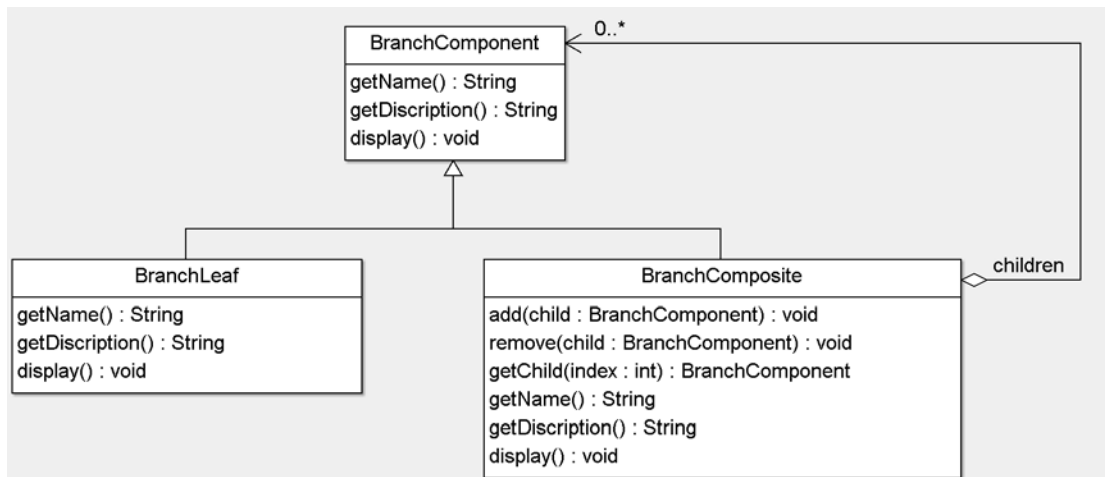 BranchComponent
0..*
getName() : String
getDiscription() : String
display() : void
BranchLeaf
getName() : String
getDiscription() : String
display() : void
BranchComposite
children
add(child : BranchComponent) : void
remove(child : BranchComponent) : void
getChild(index : int) : BranchComponent
getName() : String
getDiscription() : String
display() : void